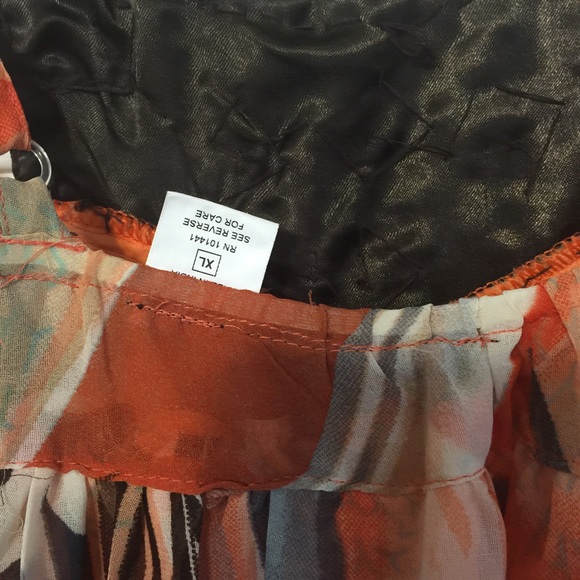 XL
RN 101441
SEE REVERSE
FOR CARE